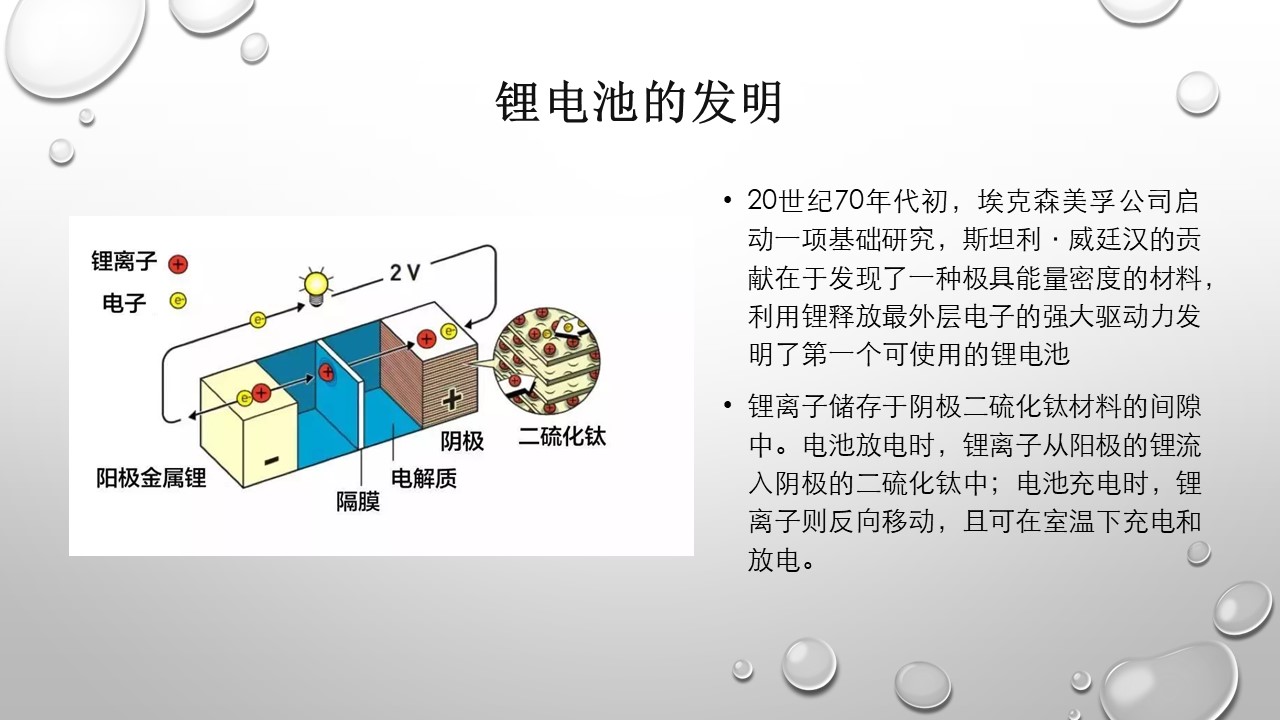 锂电池的发明
锂离子 +
电子 e-
2 V
e-
e- +
+
+ e-
+
-
阴极
二硫化钛
阳极金属锂
电解质
隔膜
• 20世纪70年代初，埃克森美孚公司启
动一项基础研究，斯坦利·威廷汉的贡
献在于发现了一种极具能量密度的材料，
利用锂释放最外层电子的强大驱动力发
明了第一个可使用的锂电池
• 锂离子储存于阴极二硫化钛材料的间隙
中。电池放电时，锂离子从阳极的锂流
入阴极的二硫化钛中；电池充电时，锂
离子则反向移动，且可在室温下充电和
放电。